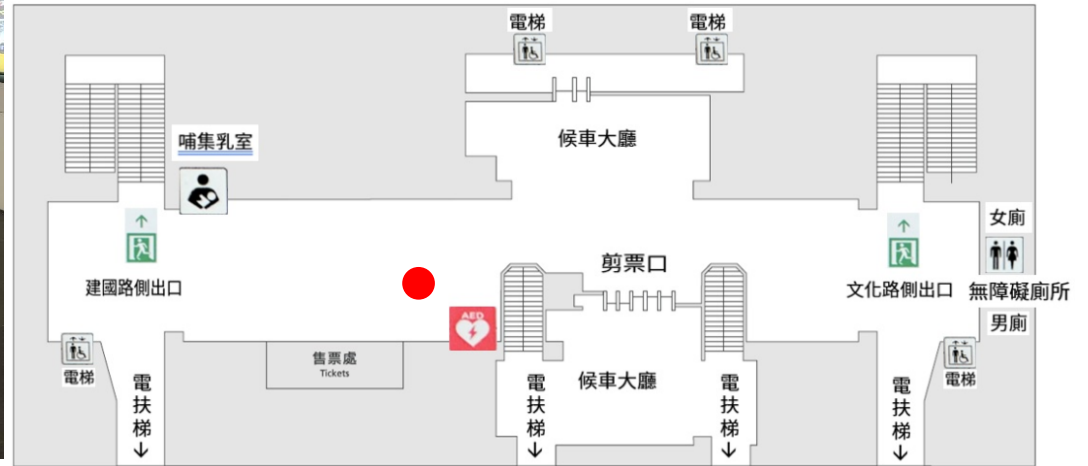 電梯
電梯
哺集乳室
候車大廳
女廁
剪票口
建國路側出口
文化路側出口
無障礙廁所
男廁
AED
售票處
Tickets
候車大廳
電梯
電梯
電扶梯↓
電扶梯↓
電扶梯↓
電扶梯↓